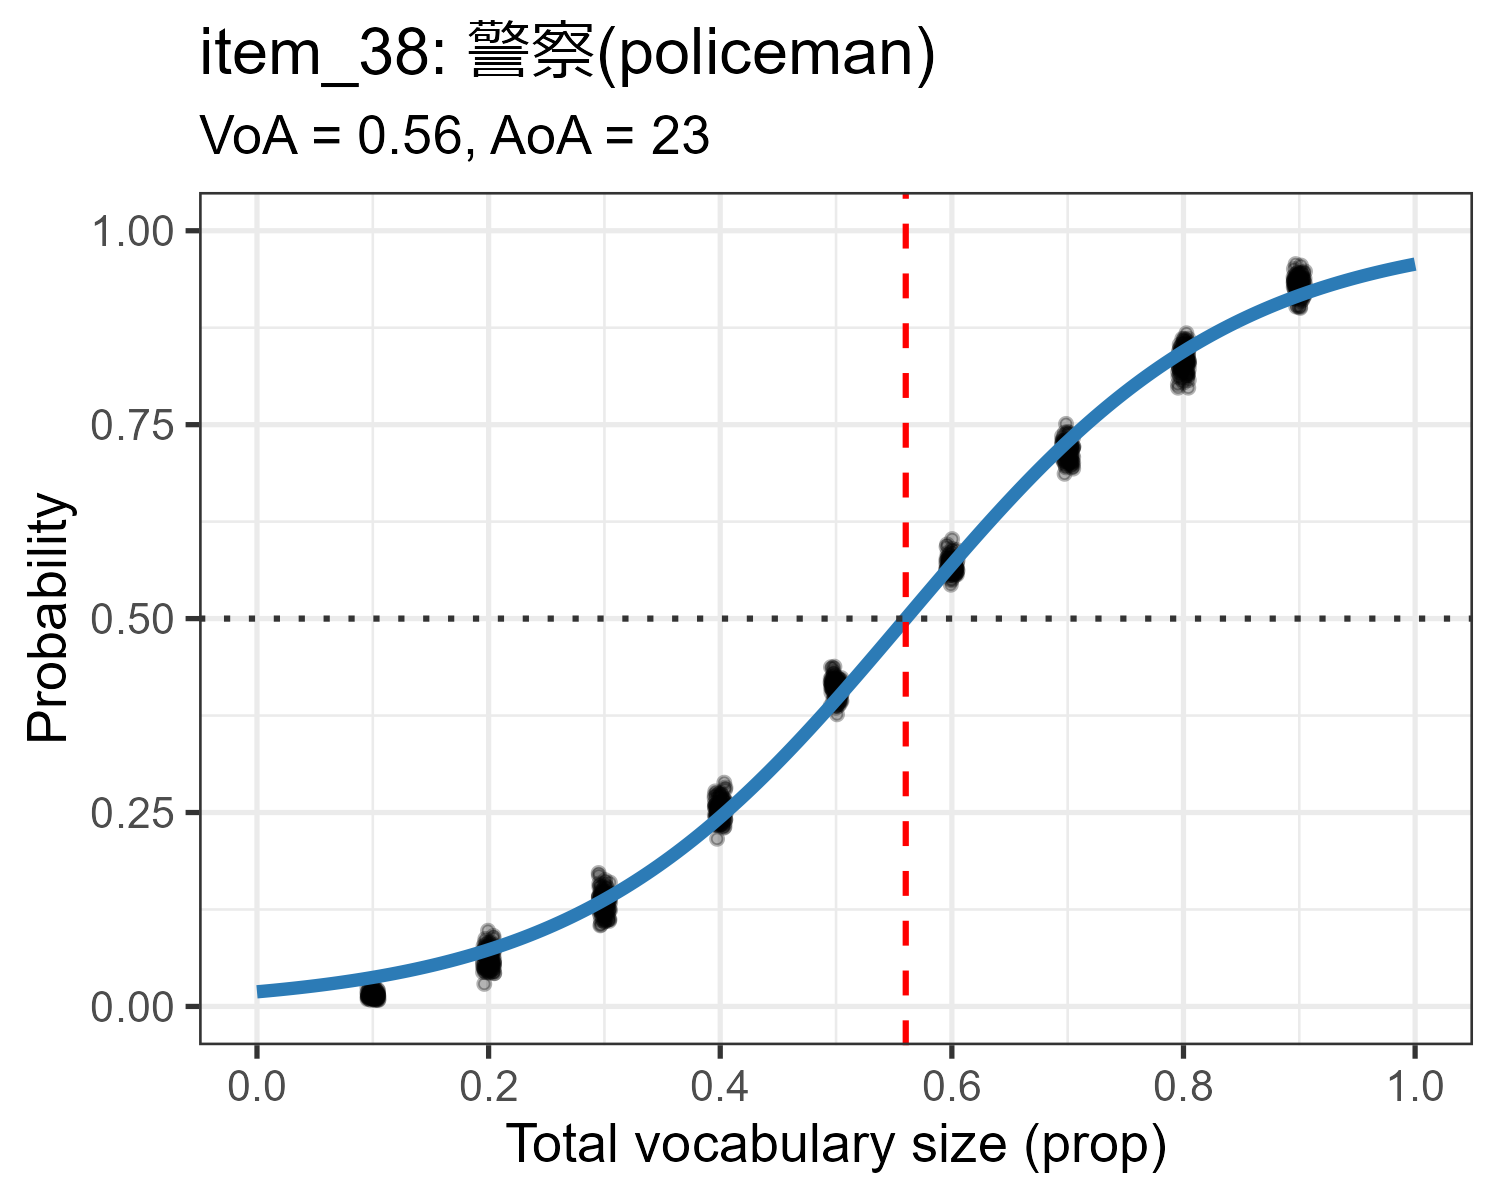 item_38: 警察(policeman)
VoA = 0.56, AoA = 23
1.00
0.75
0.50
0.25
0.00
Probability
0.0 0.2 0.4 0.6 0.8 1.0
Total vocabulary size (prop)